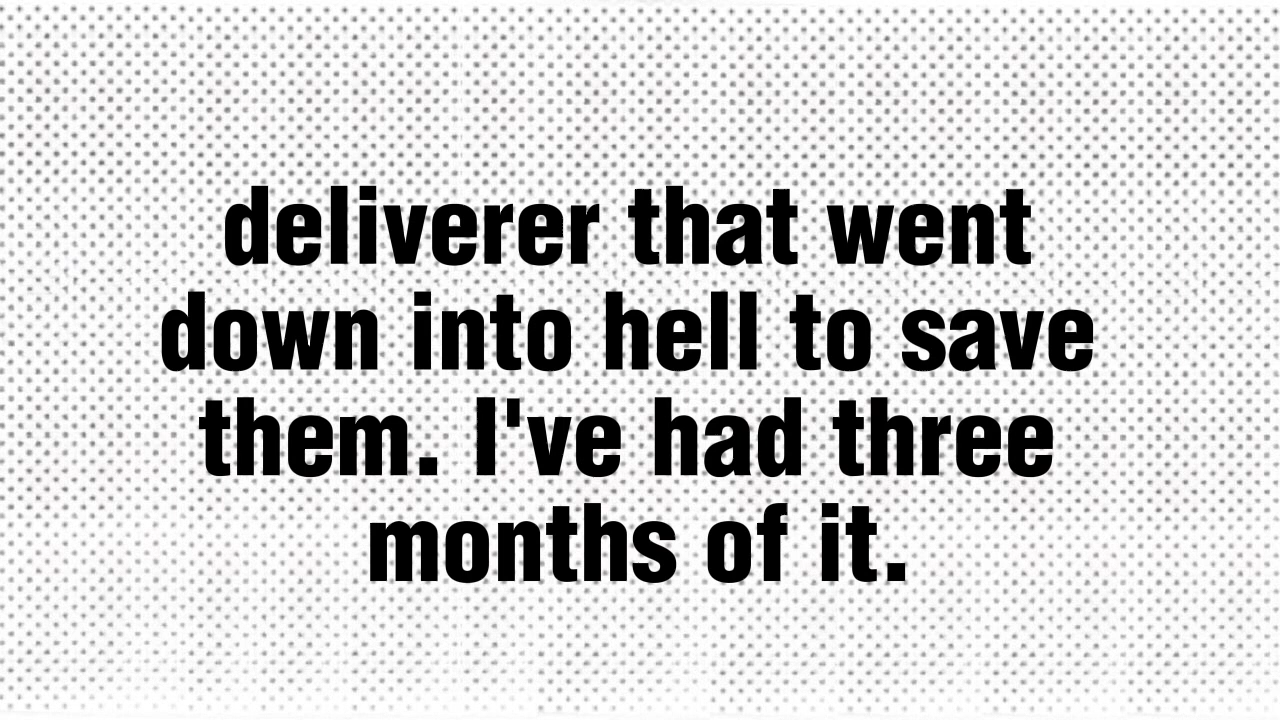 deliverer that went
down into hell to save
them. I've had three
months of it.